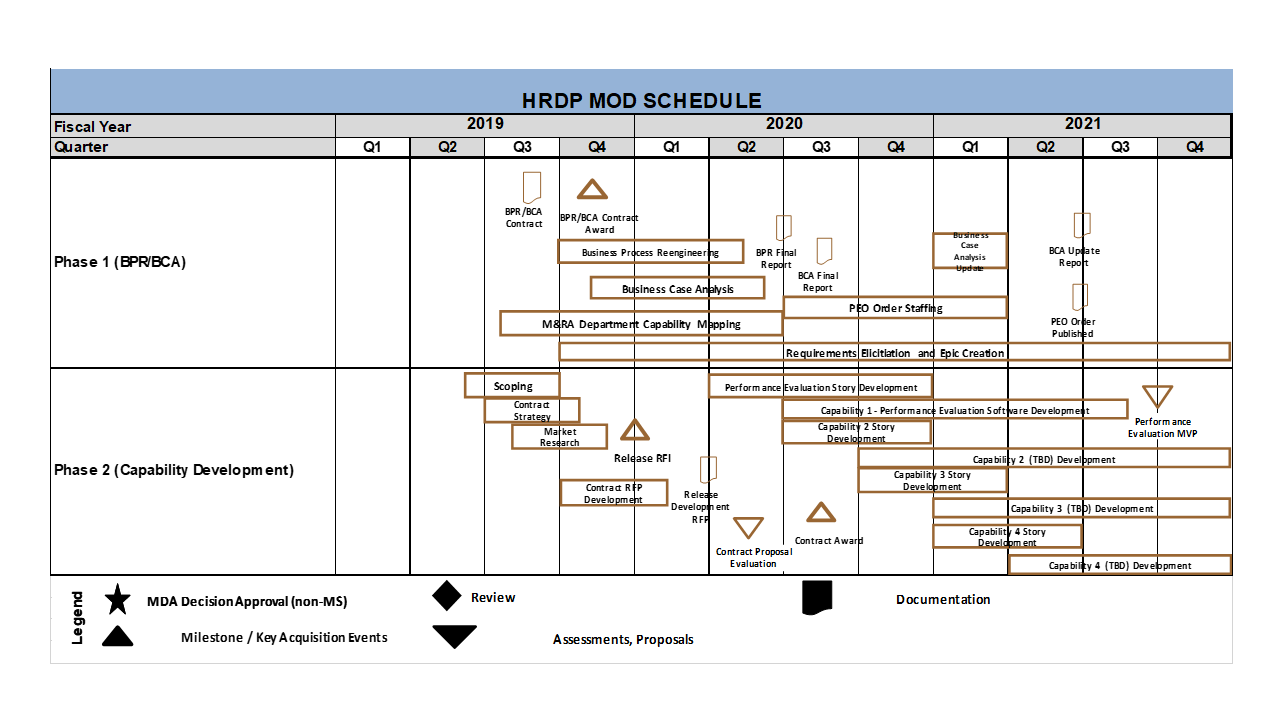 HRDP MOD SCHEDULE
Fiscal Year
2019
2020
2021
Quarter
Q1
Q2
Q3
Q4
Q1
Q2
Q3
Q4
Q1
Q2
Q3
Q4
Phase 1 (BPR/BCA)
BPR/BCA
Contract
BPR/BCA Contract
Award
Business Process Reengineering
BPR Final
Report
BCA Final
Report
Business
Case
Analysis
Update
BCA Update
Report
Business Case Analysis
PEO Order Staffing
PEO Order
Published
M&RA Department Capability Mapping
Requirements Elicitiation and Epic Creation
Phase 2 (Capability Development)
Scoping
Performance Evaluation Story Development
Contract
Strategy
Capability 1 - Performance Evaluation Software Development
Performance
Evaluation MVP
Market
Research
Capability 2 Story
Development
Release RFI
Capability 2 (TBD) Development
Contract RFP
Development
Release
Development
RFP
Capability 3 Story
Development
Capability 3 (TBD) Development
Contract Proposal
Evaluation
Contract Award
Capability 4 Story
Development
Capability 4 (TBD) Development
Legend
MDA Decision Approval (non-MS)
Review
Documentation
Milestone / Key Acquisition Events
Assessments, Proposals